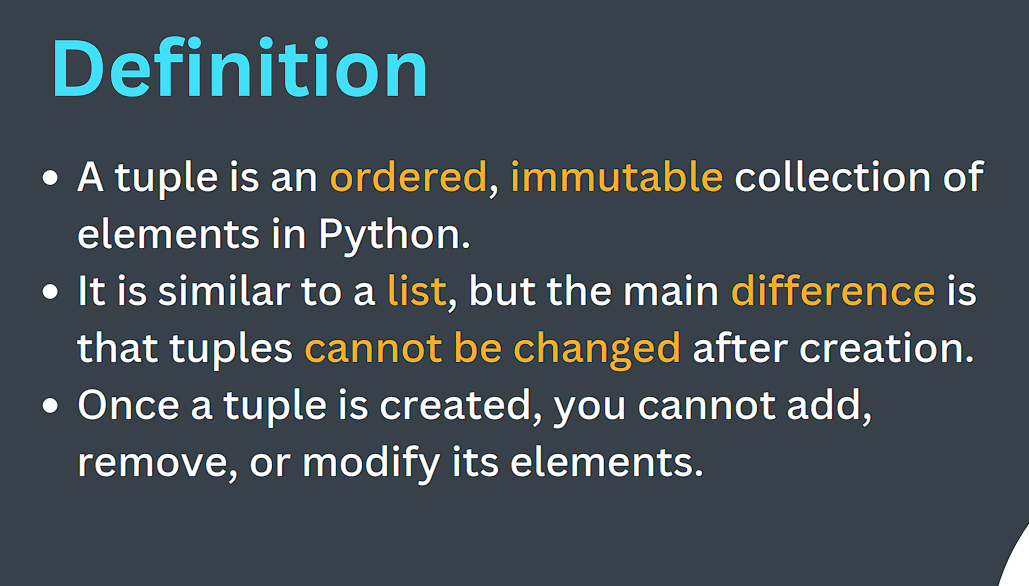 Definition
• A tuple is an ordered, immutable collection of
elements in Python.
• It is similar to a list, but the main difference is
that tuples cannot be changed after creation.
• Once a tuple is created, you cannot add,
remove, or modify its elements.